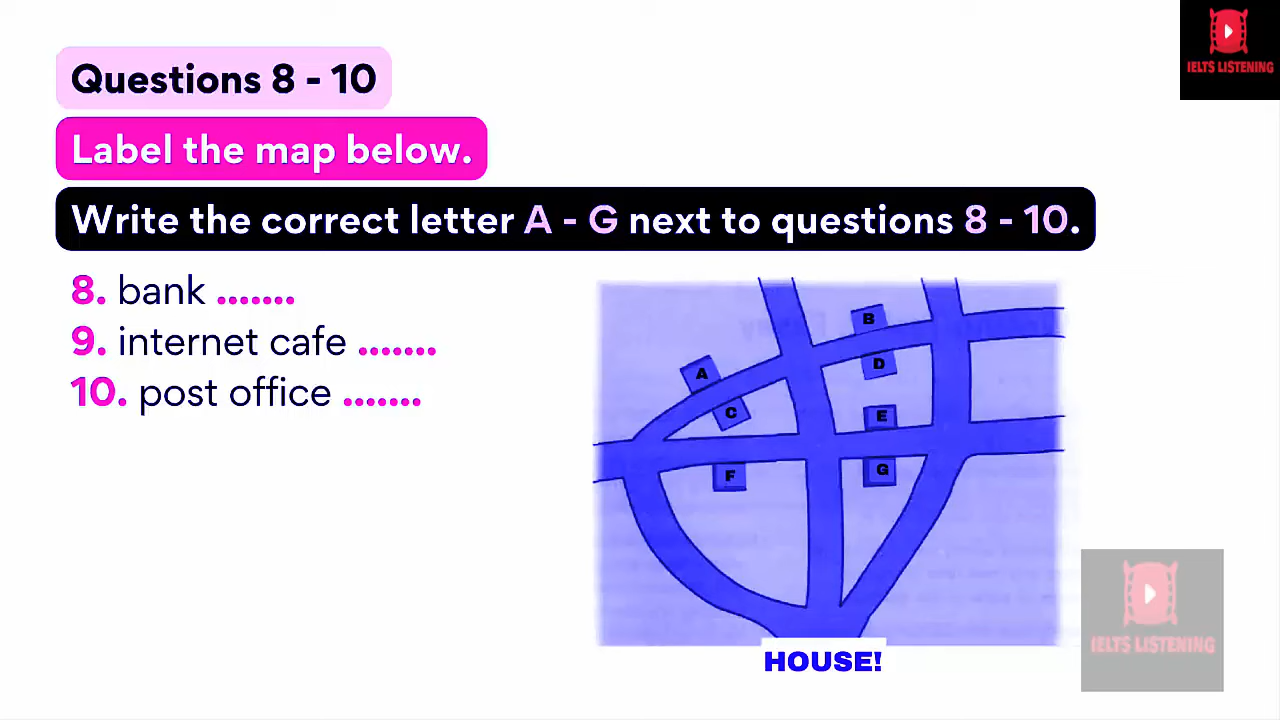 Questions 8 - 10
IELTS LISTENING
Label the map below.
Write the correct letter A - G next to questions 8 - 10.
8. bank .......
9. internet cafe .......
10. post office .......
B
A
D
C
E
F
G
HOUSE!
IELTS LISTENING